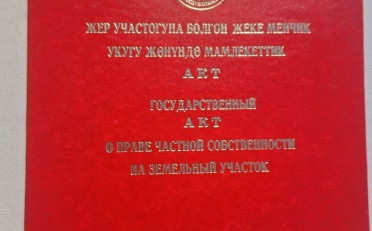 ЖЕР УЧАСТОГУНА БОЛГОН ЖЕКЕ МЕНЧИК
УКУГУ ЖӨНҮНДӨ МАМЛЕКЕТТИК
АКТ
ГОСУДАРСТВЕННЫЙ
АКТ
О ПРАВЕ ЧАСТНОЙ СОБСТВЕННОСТИ
НА ЗЕМЕЛЬНЫЙ УЧАСТОК